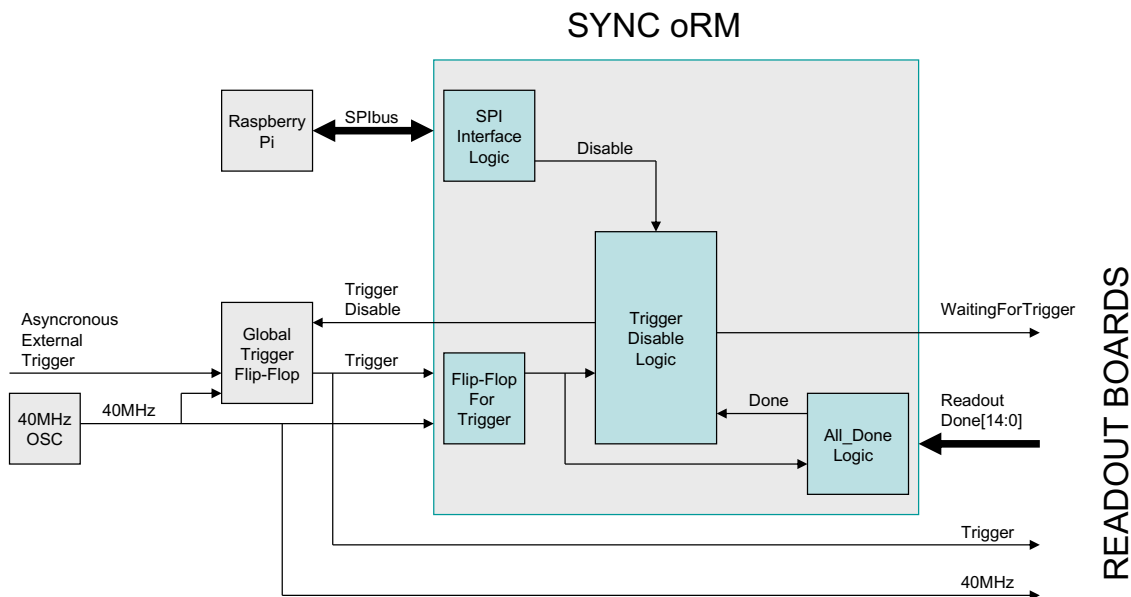 SYNC oRM
Raspberry
Pi
SPIbus
SPI
Interface
Logic
Disable
Trigger
Disable
Asyncronous
External
Trigger
Global
Trigger
Flip-Flop
Trigger
Trigger
Disable
Logic
WaitingForTrigger
40MHz
OSC
40MHz
Flip-Flop
For
Trigger
Done
All_Done
Logic
Readout
Done[14:0]
Trigger
40MHz
READOUT BOARDS